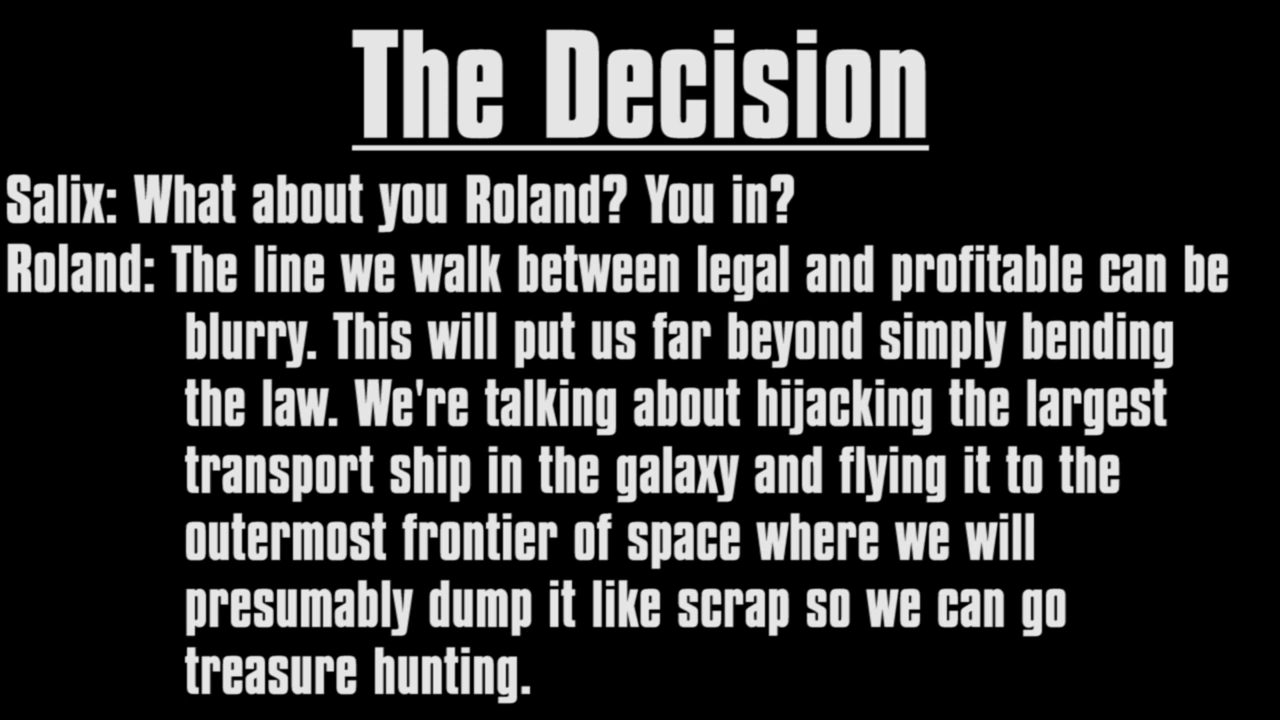 The Decision
Salix: What about you Roland? You in?
Roland: The line we walk between legal and profitable can be
blurry. This will put us far beyond simply bending
the law. We're talking about hijacking the largest
transport ship in the galaxy and flying it to the
outermost frontier of space where we will
presumably dump it like scrap so we can go
treasure hunting.